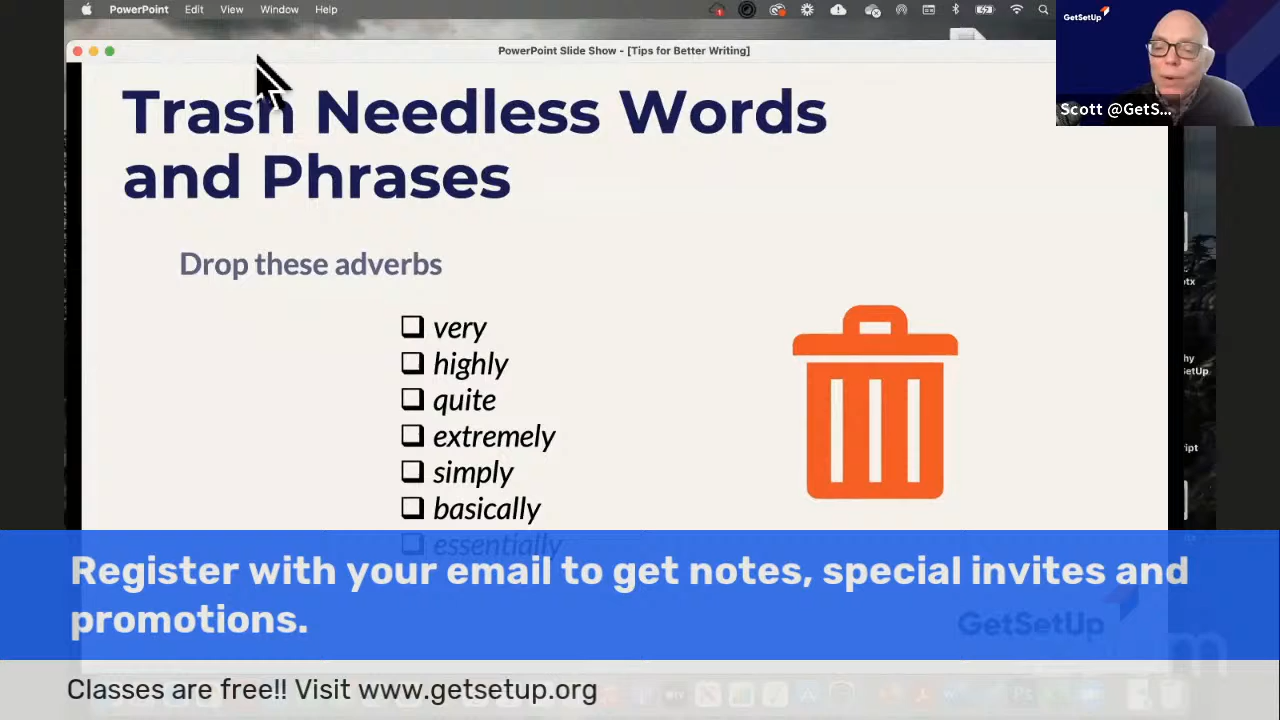 PowerPoint Edit View Window Help
PowerPoint Slide Show - [Tips for Better Writing]
GetSetUp
Scott @GetS...
Trash Needless Words
and Phrases
Drop these adverbs
very
highly
quite
extremely
simply
basically
essentially
Register with your email to get notes, special invites and
promotions.
GetSetUp
Classes are free!! Visit www.getsetup.org